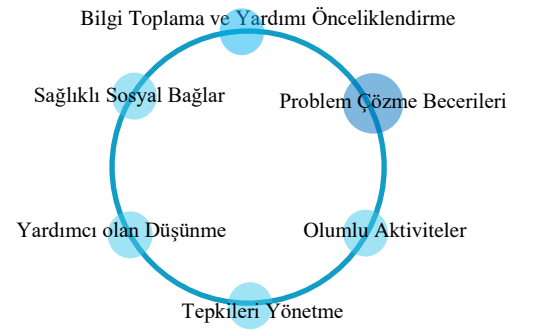 Bilgi Toplama ve Yardımı Önceliklendirme
Sağlıklı Sosyal Bağlar
Problem Çözme Becerileri
Yardımcı olan Düşünme
Olumlu Aktiviteler
Tepkileri Yönetme